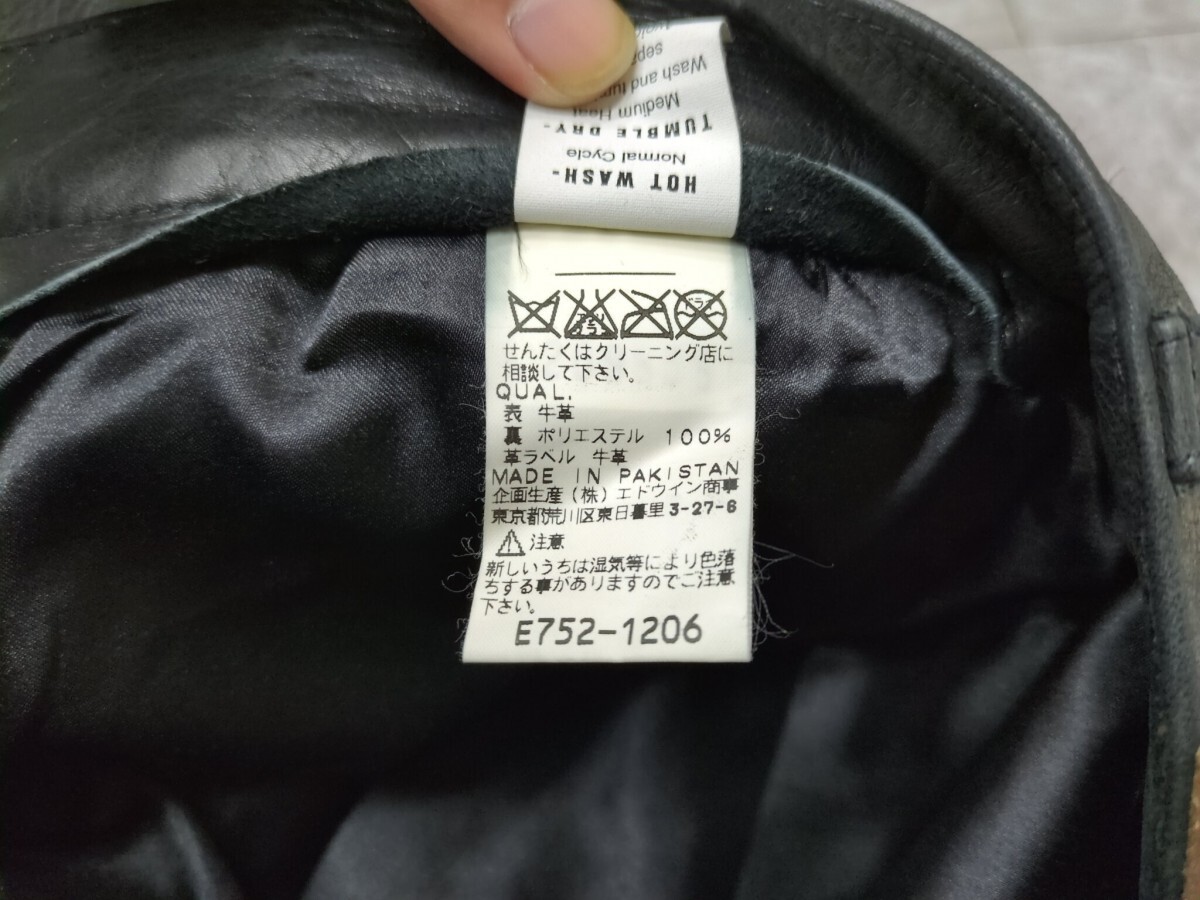 HOT WASH-
Normal Cycle
TUMBLE DRY-
Medium Heat
Wash and
せんたくはクリーニング店に
相談して下さい。
QUAL.
表 牛革
裏 ポリエステル 100%
革ラベル 牛革
MADE IN PAKISTAN
企画生産(株)エドウイン商事
東京都荒川区東日暮里3-27-6
注意
新しいうちは湿気等により色落
ちする事がありますのでご注意
下さい。
E752-1206